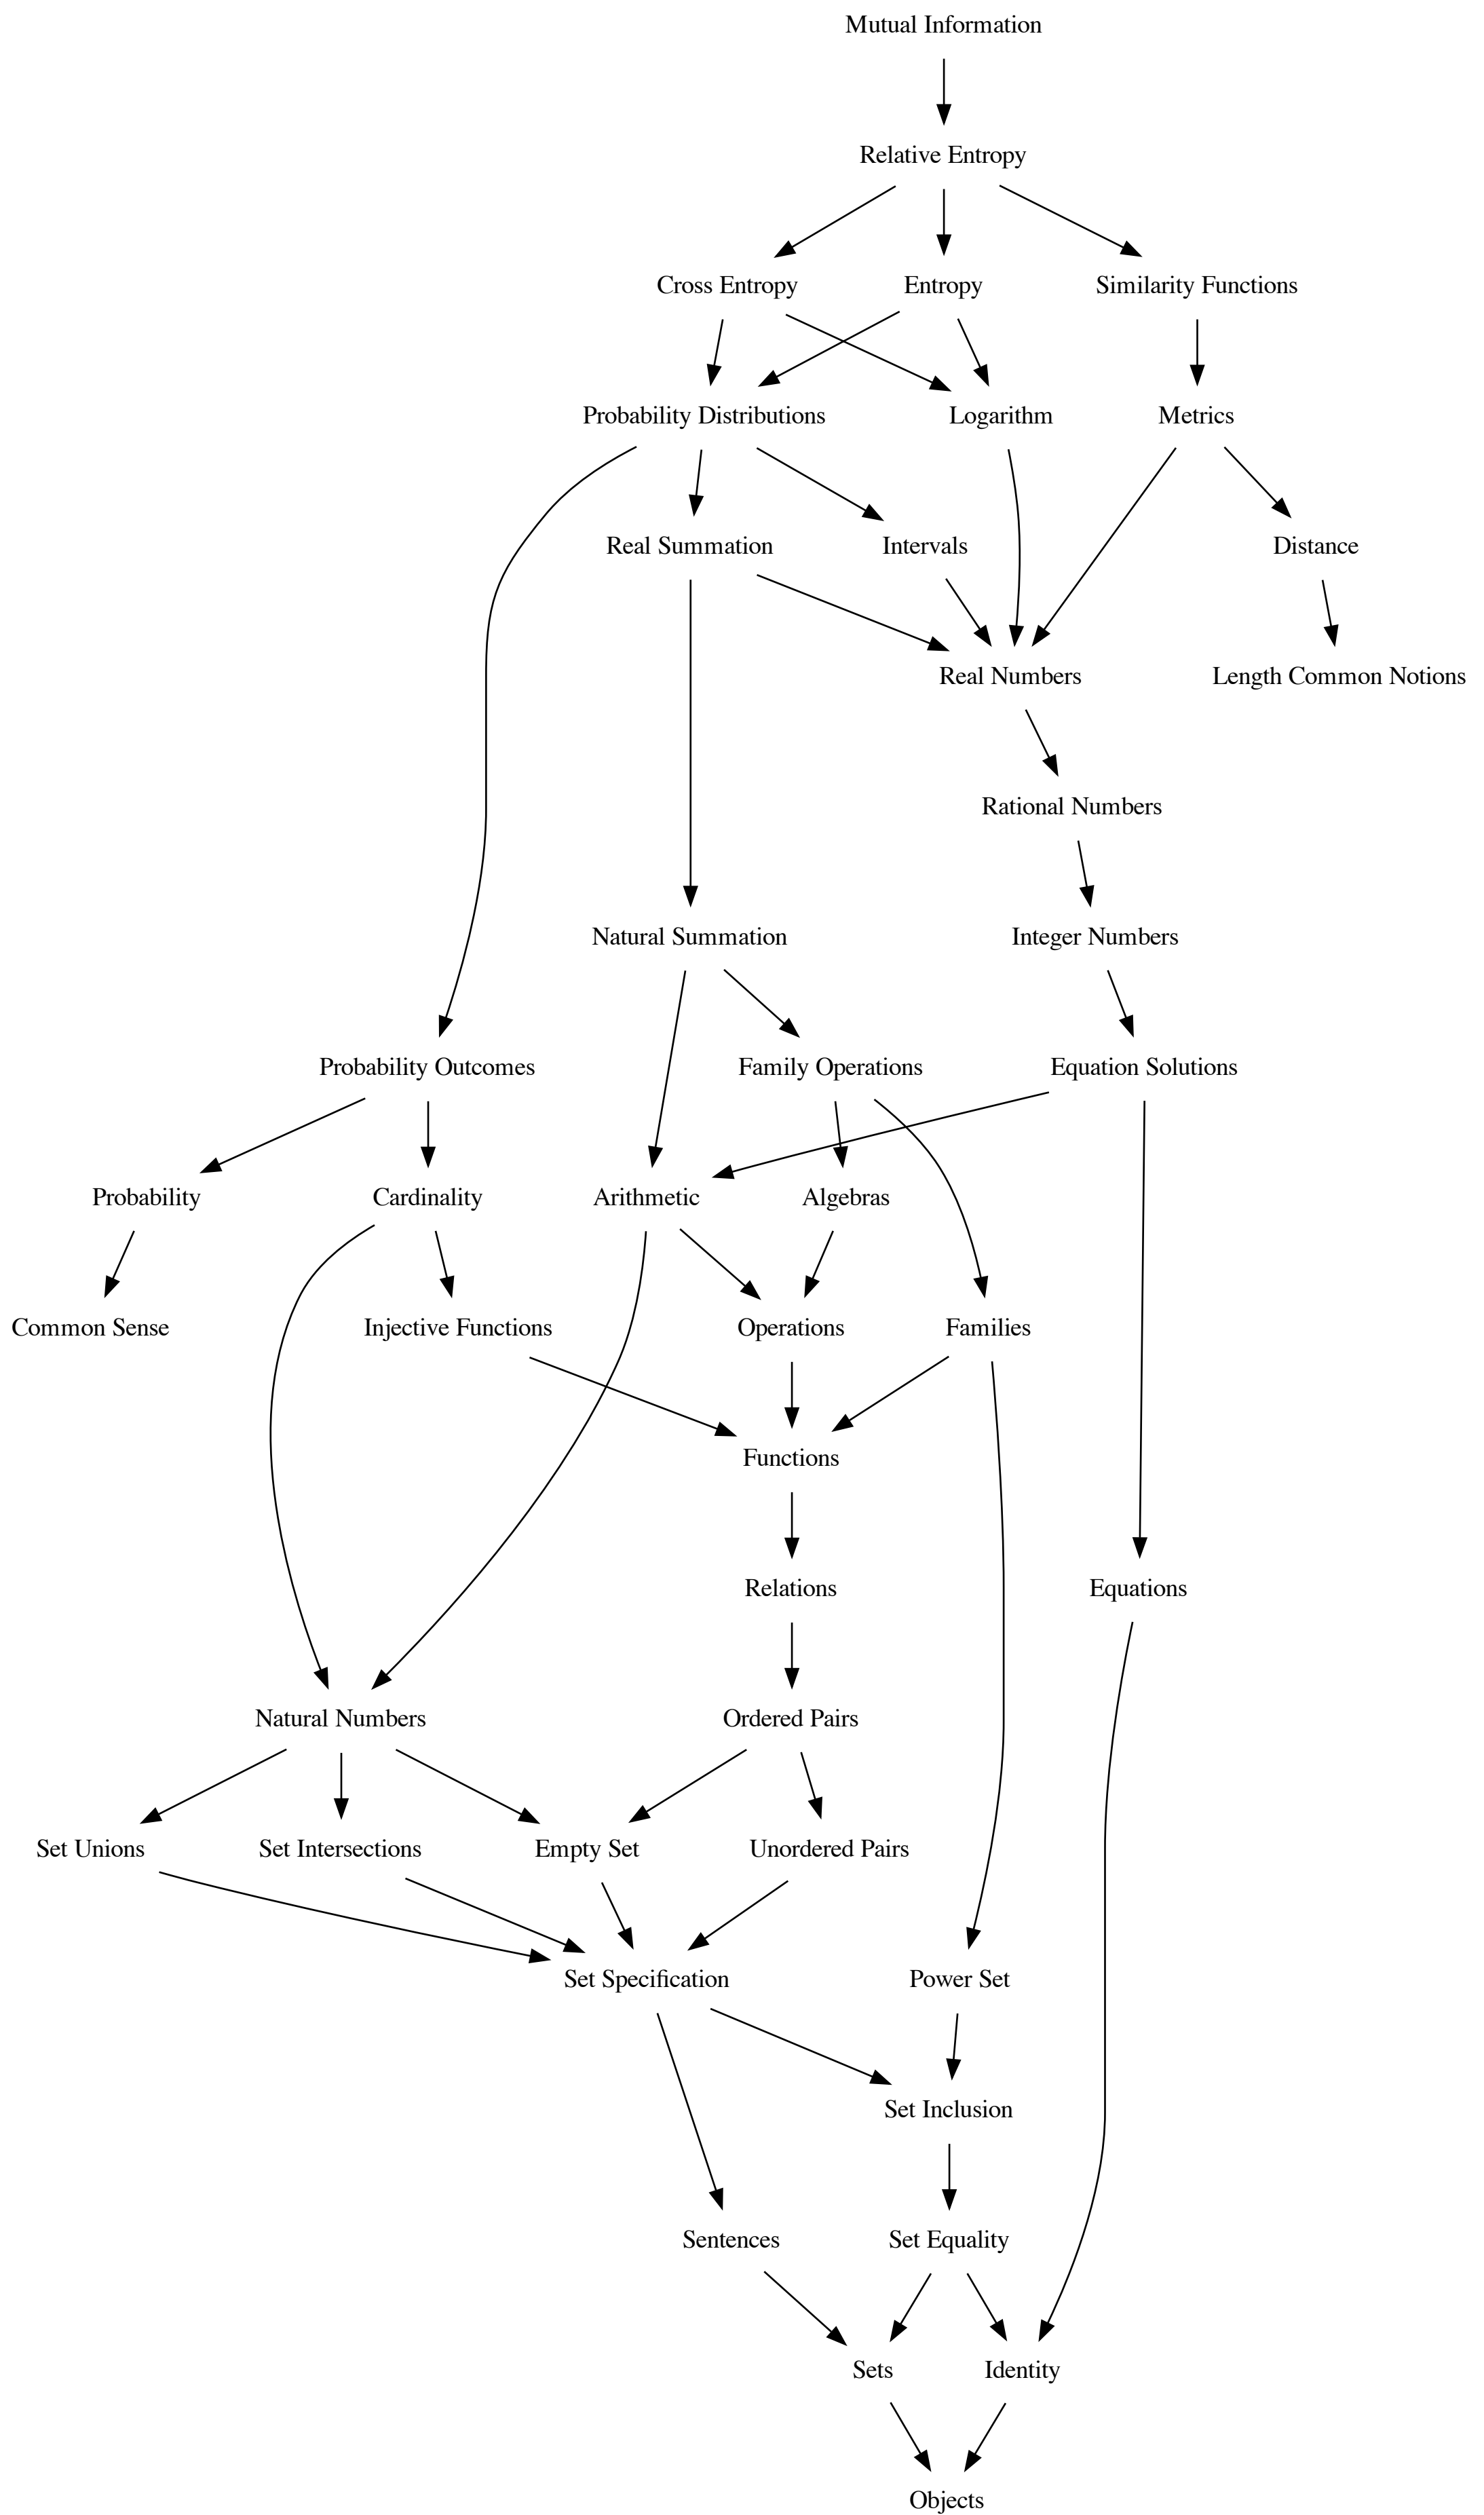 Mutual Information
Relative Entropy
Cross Entropy
Entropy
Similarity Functions
Probability Distributions
Logarithm
Metrics
Real Summation
Intervals
Distance
Real Numbers
Length Common Notions
Rational Numbers
Natural Summation
Integer Numbers
Probability Outcomes
Family Operations
Equation Solutions
Probability
Cardinality
Arithmetic
Algebras
Common Sense
Injective Functions
Operations
Families
Functions
Relations
Equations
Natural Numbers
Ordered Pairs
Set Unions
Set Intersections
Empty Set
Unordered Pairs
Set Specification
Power Set
Set Inclusion
Sentences
Set Equality
Sets
Identity
Objects